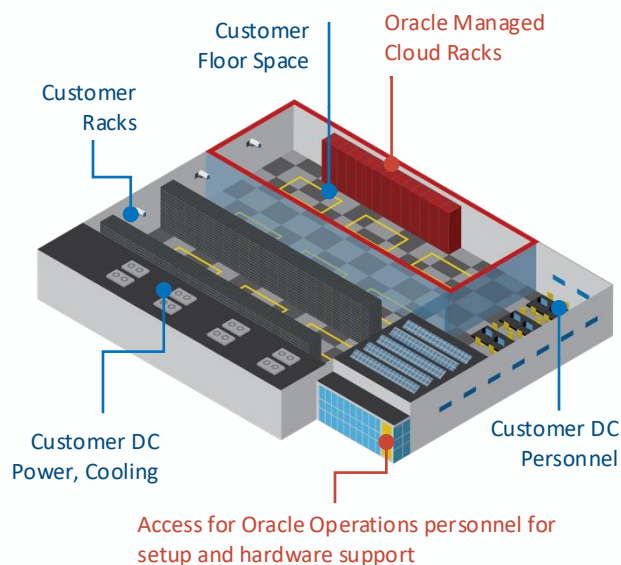 Customer
Floor Space
Oracle Managed
Cloud Racks
Customer
Racks
Customer DC
Power, Cooling
Customer DC
Personnel
Access for Oracle Operations personnel for
setup and hardware support